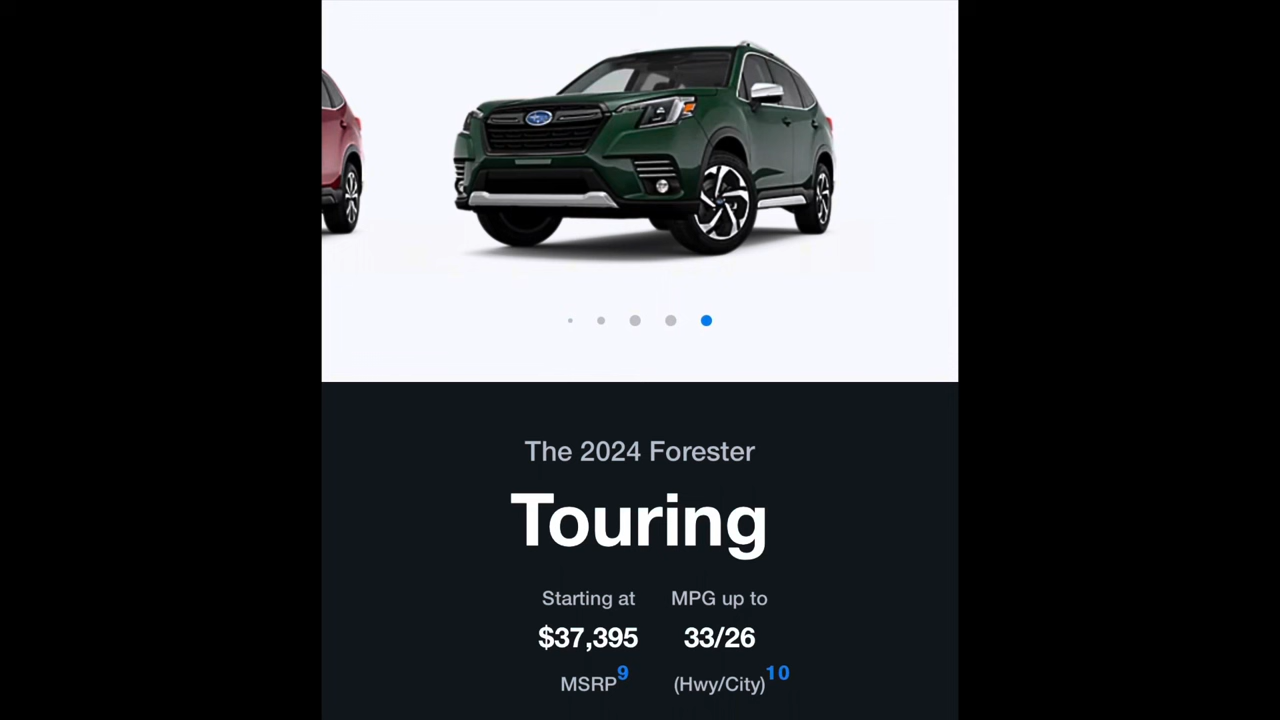 The 2024 Forester
Touring
Starting at MPG up to
$37,395 33/26
MSRP9 (Hwy/City)10